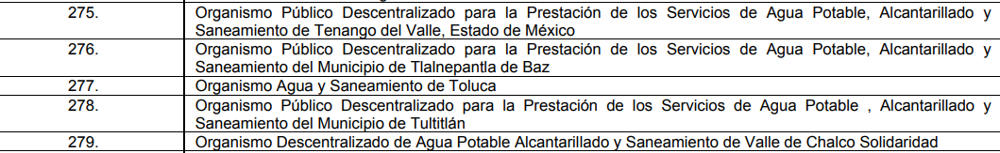 275. Organismo Público Descentralizado para la Prestación de los Servicios de Agua Potable, Alcantarillado y
Saneamiento de Tenango del Valle, Estado de México
276. Organismo Público Descentralizado para la Prestación de los Servicios de Agua Potable, Alcantarillado y
Saneamiento del Municipio de Tlalnepantla de Baz
277. Organismo Agua y Saneamiento de Toluca
278. Organismo Público Descentralizado para la Prestación de los Servicios de Agua Potable , Alcantarillado y
Saneamiento del Municipio de Tultitlán
279. Organismo Descentralizado de Agua Potable Alcantarillado y Saneamiento de Valle de Chalco Solidaridad